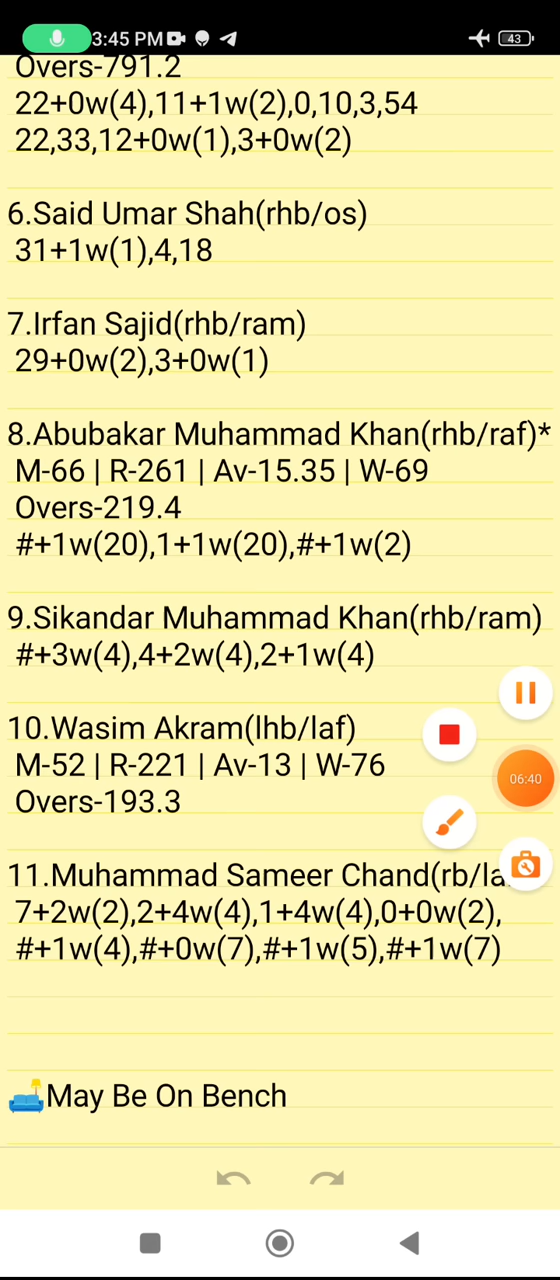 3:45 PM
43
Overs-791.2
22+0w(4),11+1w(2),0,10,3,54
22,33,12+0w(1),3+0w(2)
6.Said Umar Shah(rhb/os)
31+1w(1),4,18
7.Irfan Sajid(rhb/ram)
29+0w(2),3+0w(1)
8.Abubakar Muhammad Khan(rhb/raf)*
M-66 | R-261 | Av-15.35 | W-69
Overs-219.4
#+1w(20),1+1w(20),#+1w(2)
9.Sikandar Muhammad Khan(rhb/ram)
#+3w(4),4+2w(4),2+1w(4)
10.Wasim Akram(lhb/laf)
M-52 | R-221 | Av-13 | W-76
06:40
Overs-193.3
11.Muhammad Sameer Chand(rb/la
7+2w(2),2+4w(4),1+4w(4),0+0w(2),
#+1w(4),#+0w(7),#+1w(5),#+1w(7)
May Be On Bench